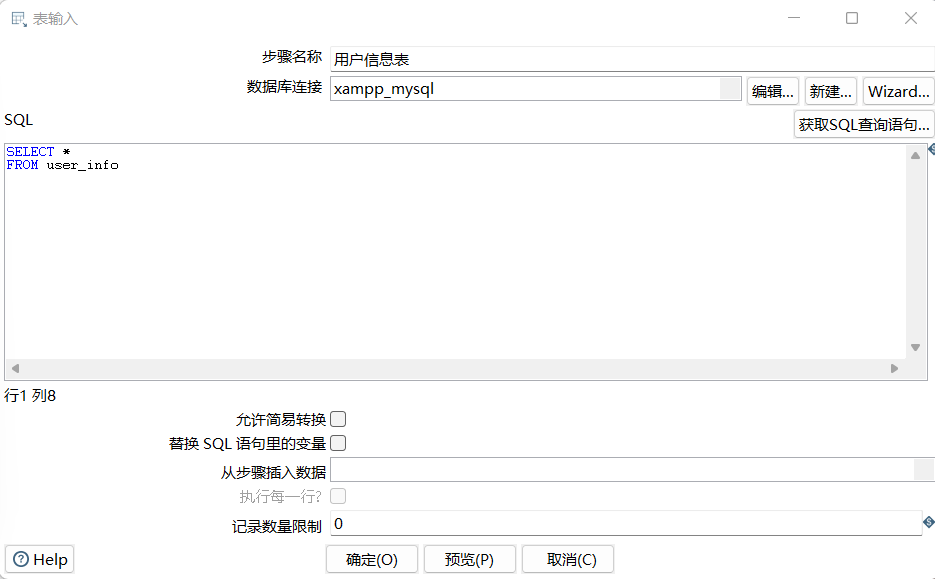 表输入
步骤名称 用户信息表
数据库连接 xampp_mysql 编辑... 新建... Wizard...
SQL 获取SQL查询语句...
SELECT *
FROM user_info
行1 列8
允许简易转换
替换 SQL 语句里的变量
从步骤插入数据
执行每一行?
记录数量限制 0
Help 确定(O) 预览(P) 取消(C)